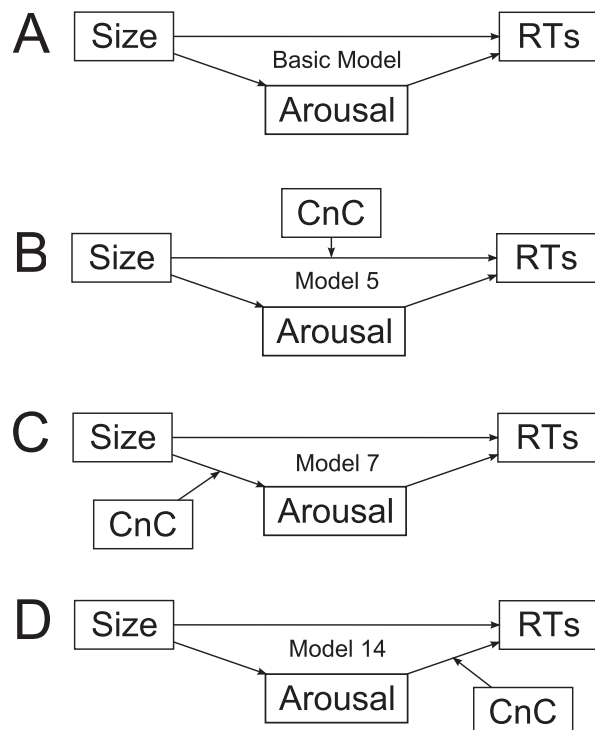 A
Size
RTs
Basic Model
Arousal
CnC
B
Size
RTs
Model 5
Arousal
C
Size
RTs
Model 7
CnC
Arousal
D
Size
RTs
Model 14
Arousal
CnC